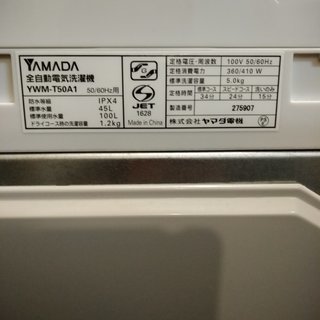 YAMADA
全自動電気洗濯機
YWM-T50A1 50/60Hz用
防水等級 IPX4
標準水量 45L
標準使用水量 100L
ドライコース時の洗濯容量 1.2kg
JET
1628
Made in China
定格電圧・周波数 100V 50/60Hz
定格消費電力 360/410 W
定格洗濯容量 5.0kg
定格時間 標準コース スピードコース 洗いのみ
34分 24分 15分
製造番号 275907
株式会社 ヤマダ電機